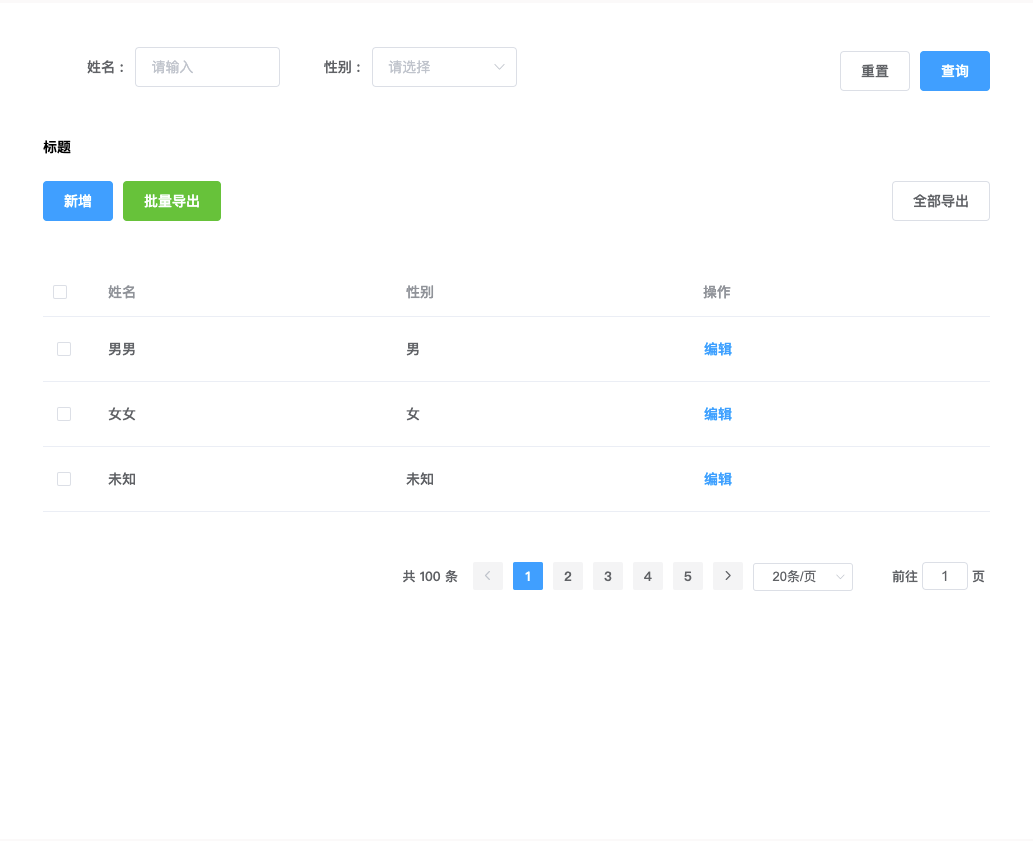 姓名： 请输入 性别： 请选择 重置 查询
标题
新增 批量导出 全部导出
姓名 性别 操作
男男 男 编辑
女女 女 编辑
未知 未知 编辑
共 100 条 1 2 3 4 5 20条/页 前往 1 页